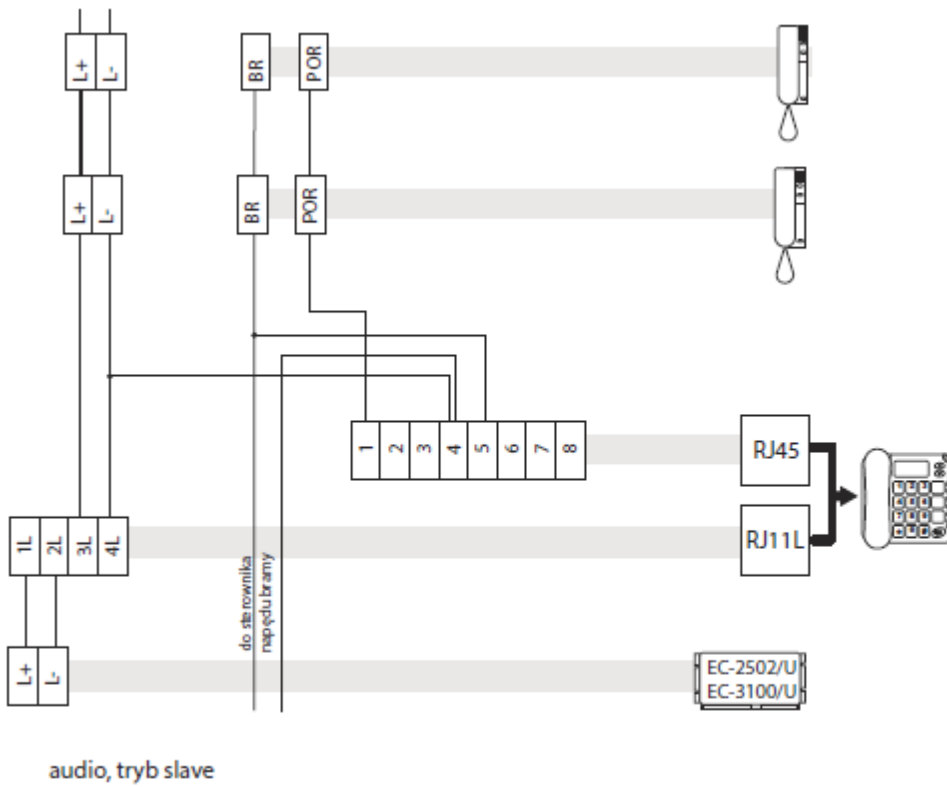 L+
L-
BR
POR
L+
L-
BR
POR
1
2
3
4
5
6
7
8
RJ45
1L
2L
3L
4L
RJ11L
do sterownika
napędu bramy
L+
L-
EC-2502/U
EC-3100/U
audio, tryb slave